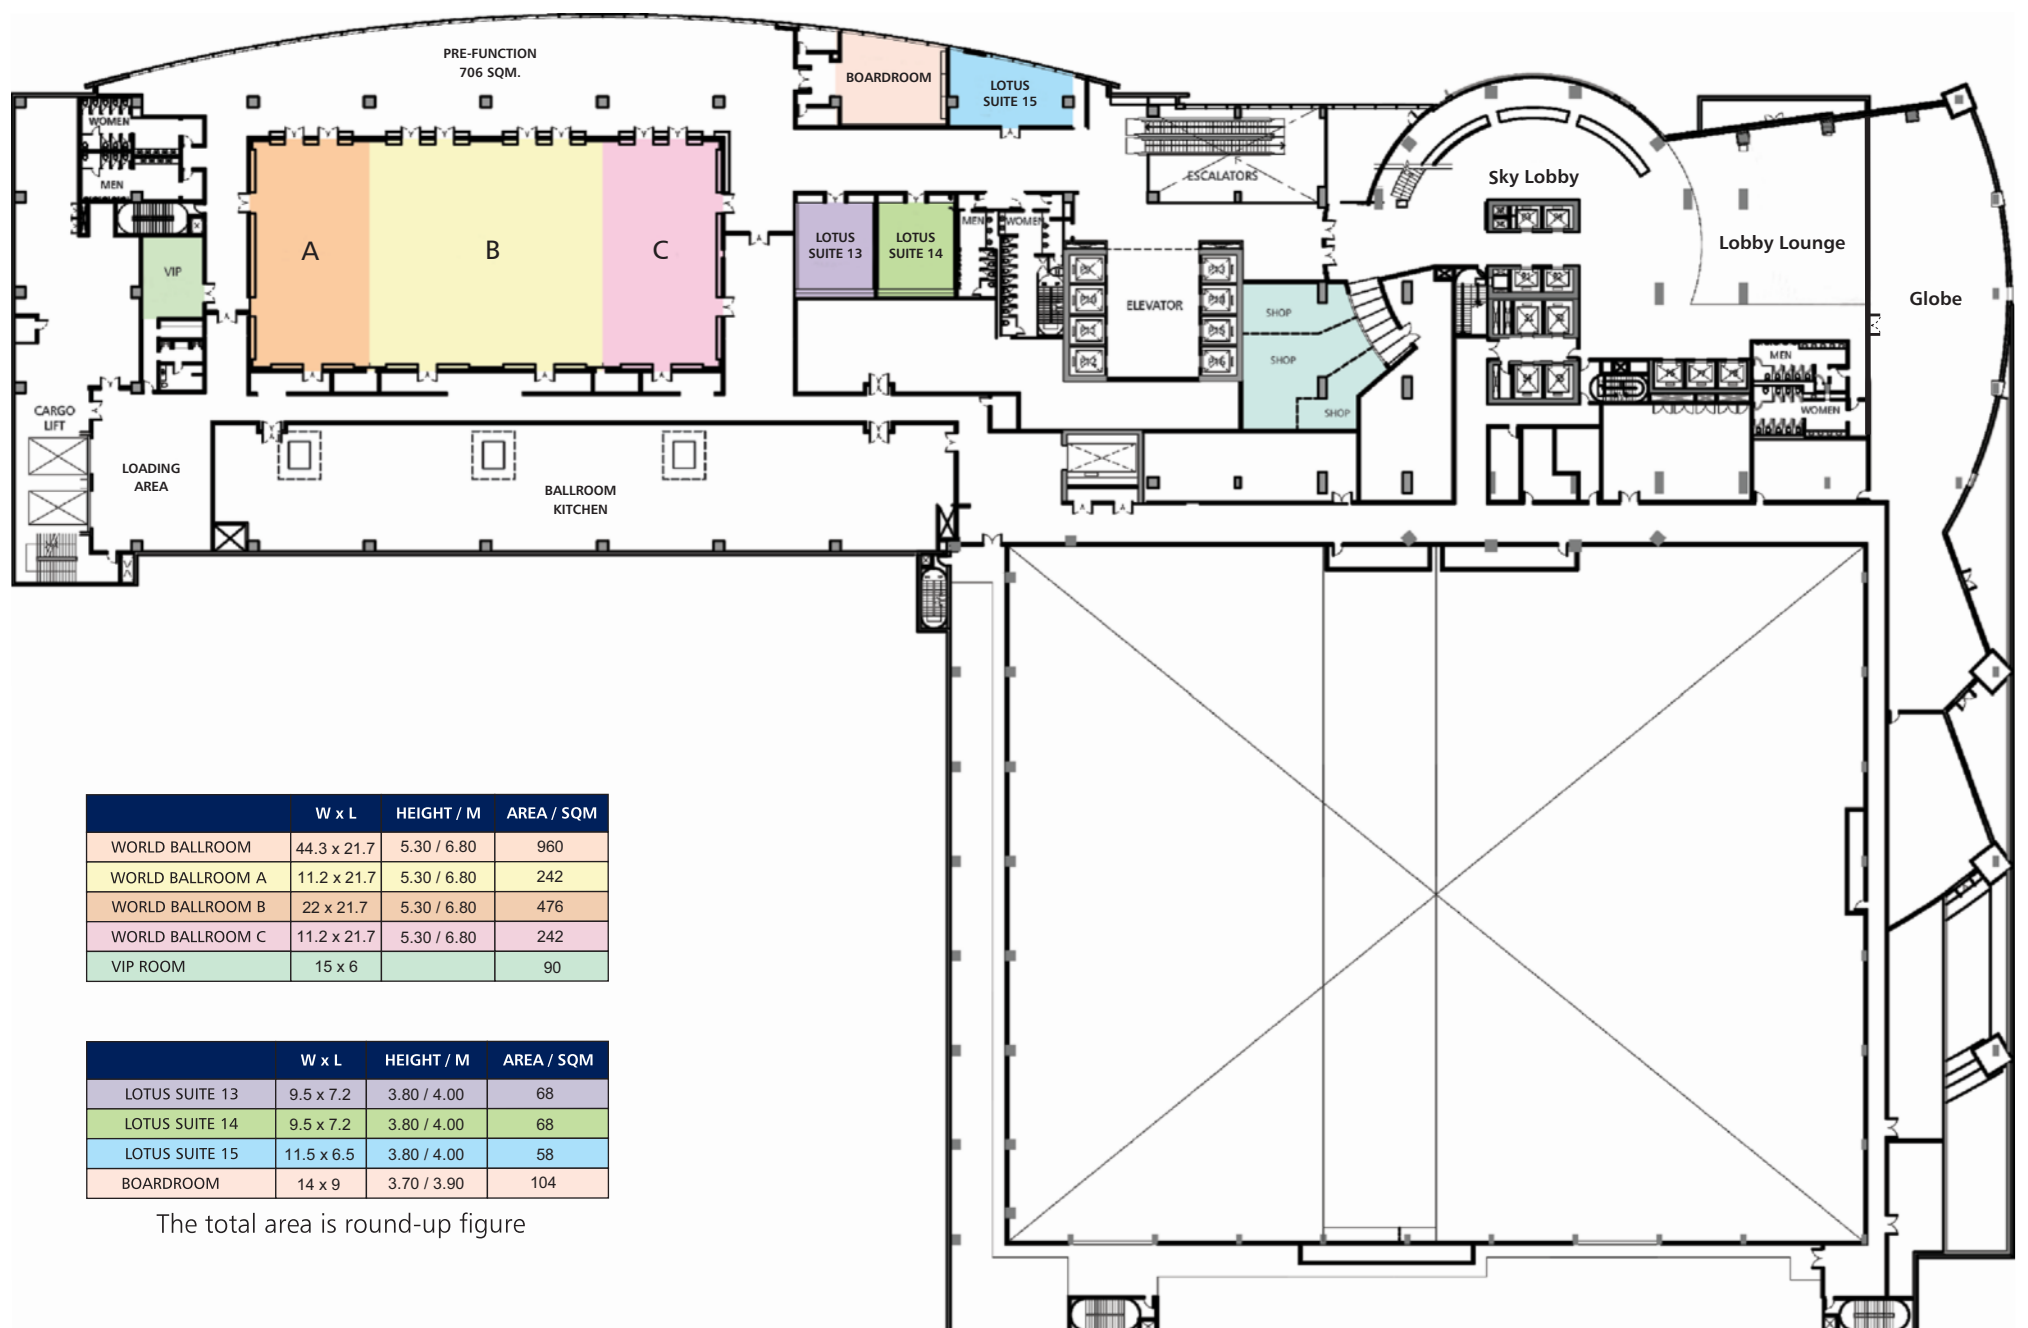 PRE-FUNCTION
706 SQM.
BOARDROOM
LOTUS
SUITE 15
WOMEN
MEN
ESCALATORS
Sky Lobby
Lobby Lounge
Globe
A
B
C
VIP
LOTUS
SUITE 13
LOTUS
SUITE 14
MEN
WOMEN
ELEVATOR
SHOP
SHOP
SHOP
MEN
WOMEN
CARGO
LIFT
LOADING
AREA
BALLROOM
KITCHEN
W x L HEIGHT / M AREA / SQM
WORLD BALLROOM 44.3 x 21.7 5.30 / 6.80 960
WORLD BALLROOM A 11.2 x 21.7 5.30 / 6.80 242
WORLD BALLROOM B 22 x 21.7 5.30 / 6.80 476
WORLD BALLROOM C 11.2 x 21.7 5.30 / 6.80 242
VIP ROOM 15 x 6 90
W x L HEIGHT / M AREA / SQM
LOTUS SUITE 13 9.5 x 7.2 3.80 / 4.00 68
LOTUS SUITE 14 9.5 x 7.2 3.80 / 4.00 68
LOTUS SUITE 15 11.5 x 6.5 3.80 / 4.00 58
BOARDROOM 14 x 9 3.70 / 3.90 104
The total area is round-up figure